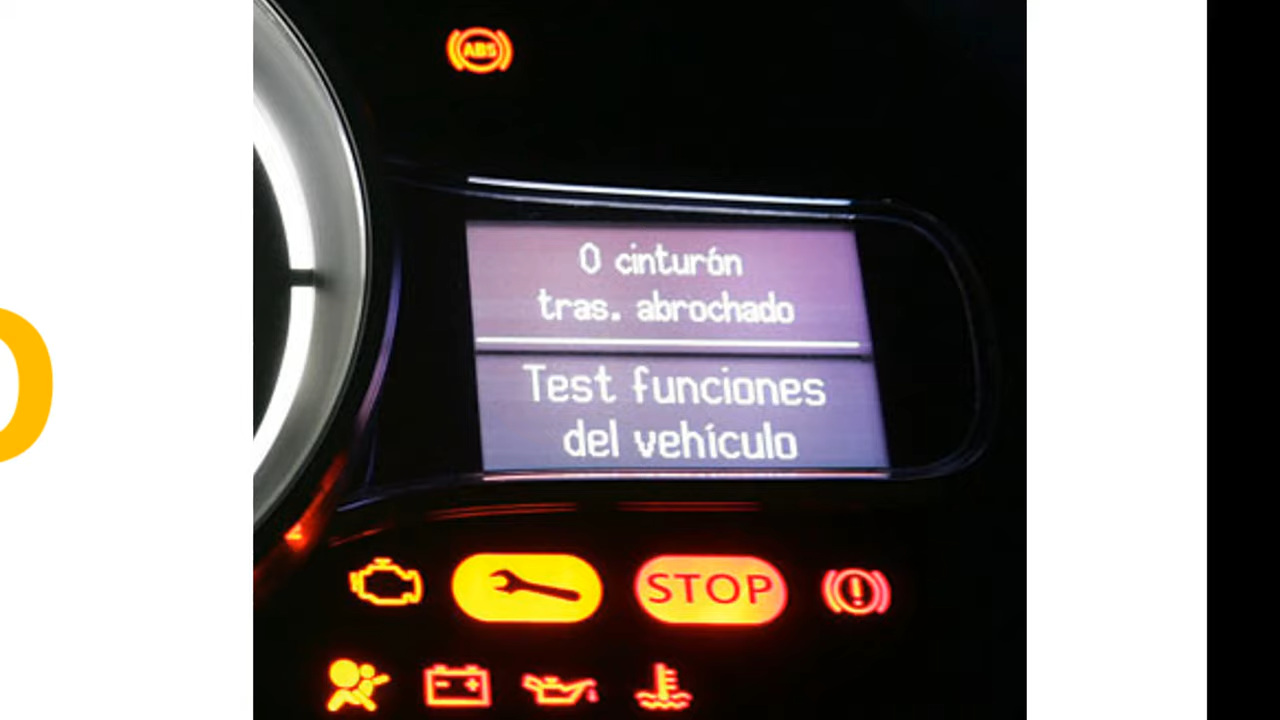 ABS
0 cinturón
tras. abrochado
Test funciones
del vehículo
STOP